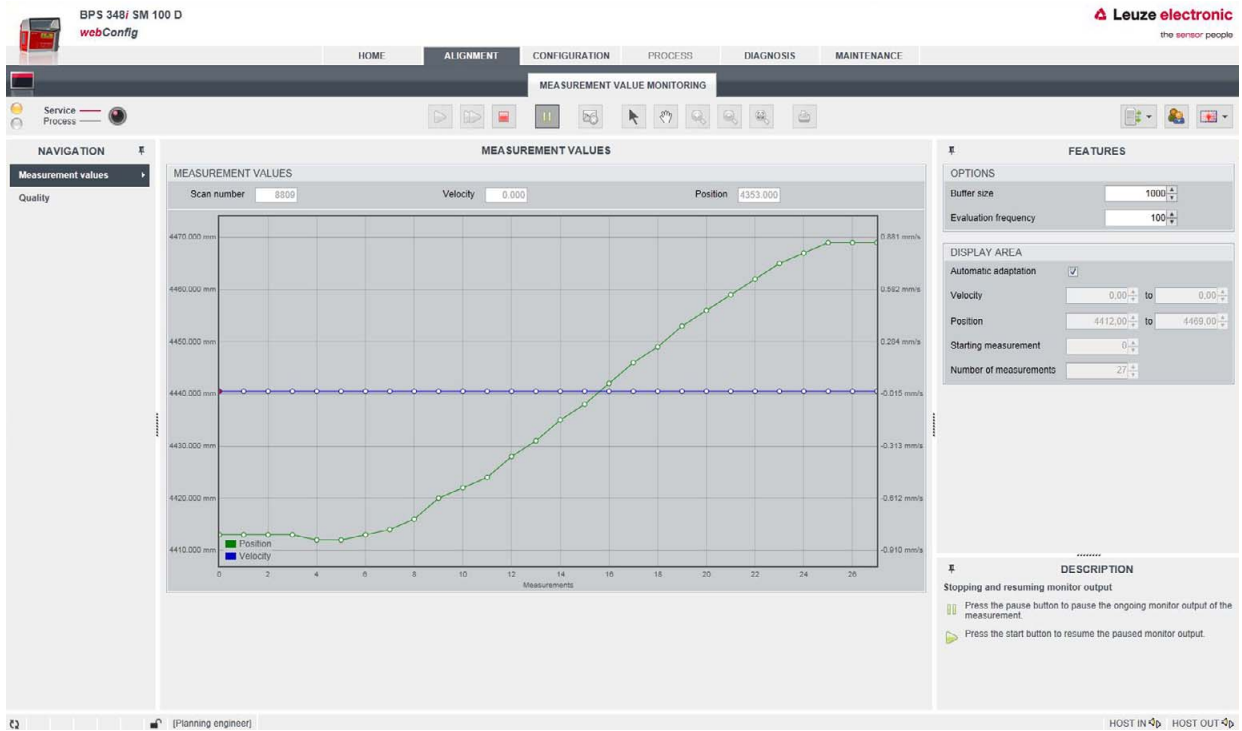 BPS 348i SM 100 D
webConfig
Leuze electronic
the sensor people
HOME ALIGNMENT CONFIGURATION PROCESS DIAGNOSIS MAINTENANCE
MEASUREMENT VALUE MONITORING
Service
Process
NAVIGATION
Measurement values
Quality
MEASUREMENT VALUES
MEASUREMENT VALUES
Scan number 8809 Velocity 0.000 Position 4353.000
4470.000 mm 0.881 mm/s
4460.000 mm 0.582 mm/s
4450.000 mm 0.284 mm/s
4440.000 mm -0.015 mm/s
4430.000 mm -0.313 mm/s
4420.000 mm -0.612 mm/s
4410.000 mm -0.910 mm/s
Position
Velocity
0 2 4 6 8 10 12 14 16 18 20 22 24 26
Measurements
FEATURES
OPTIONS
Buffer size 1000
Evaluation frequency 100
DISPLAY AREA
Automatic adaptation
Velocity 0,00 to 0,00
Position 4412,00 to 4469,00
Starting measurement 0
Number of measurements 27
DESCRIPTION
Stopping and resuming monitor output
Press the pause button to pause the ongoing monitor output of the
measurement.
Press the start button to resume the paused monitor output.
[Planning engineer]
HOST IN HOST OUT